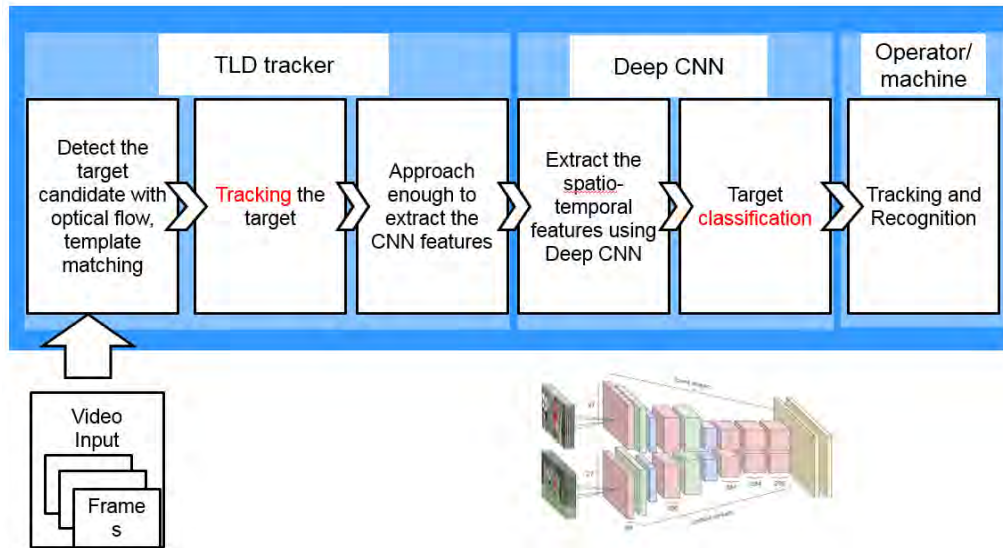 TLD tracker
Deep CNN
Operator/
machine
Detect the
target
candidate with
optical flow,
template
matching
Tracking the
target
Approach
enough to
extract the
CNN features
Extract the
spatio-
temporal
features using
Deep CNN
Target
classification
Tracking and
Recognition
Video
Input
Frame
s